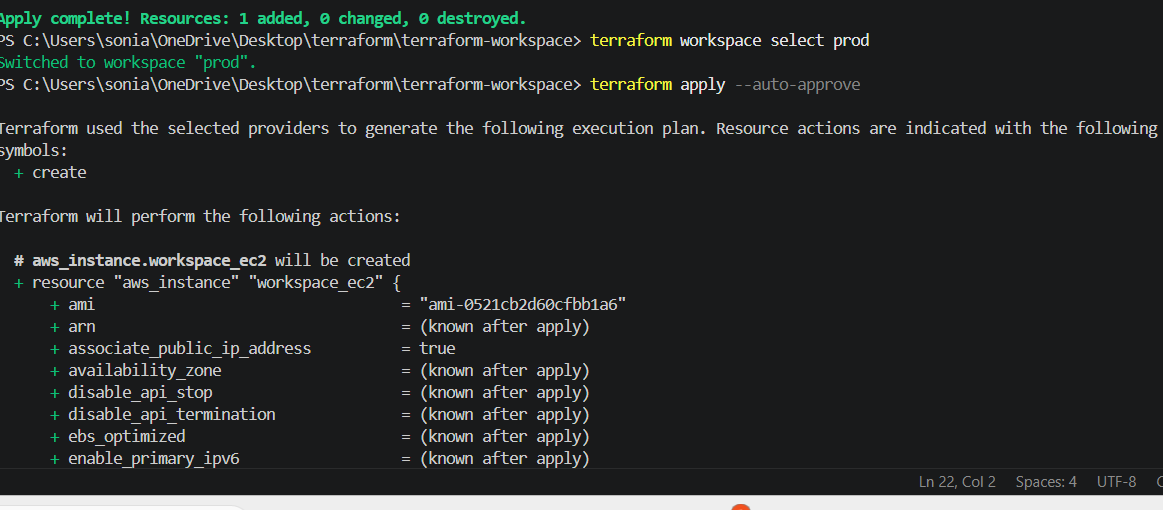 Apply complete! Resources: 1 added, 0 changed, 0 destroyed.
PS C:\Users\sonia\OneDrive\Desktop\terraform\terraform-workspace> terraform workspace select prod
Switched to workspace "prod".
PS C:\Users\sonia\OneDrive\Desktop\terraform\terraform-workspace> terraform apply --auto-approve
Terraform used the selected providers to generate the following execution plan. Resource actions are indicated with the following
symbols:
+ create
Terraform will perform the following actions:
# aws_instance.workspace_ec2 will be created
+ resource "aws_instance" "workspace_ec2" {
+ ami = "ami-0521cb2d60cfbb1a6"
+ arn = (known after apply)
+ associate_public_ip_address = true
+ availability_zone = (known after apply)
+ disable_api_stop = (known after apply)
+ disable_api_termination = (known after apply)
+ ebs_optimized = (known after apply)
+ enable_primary_ipv6 = (known after apply)
Ln 22, Col 2 Spaces: 4 UTF-8